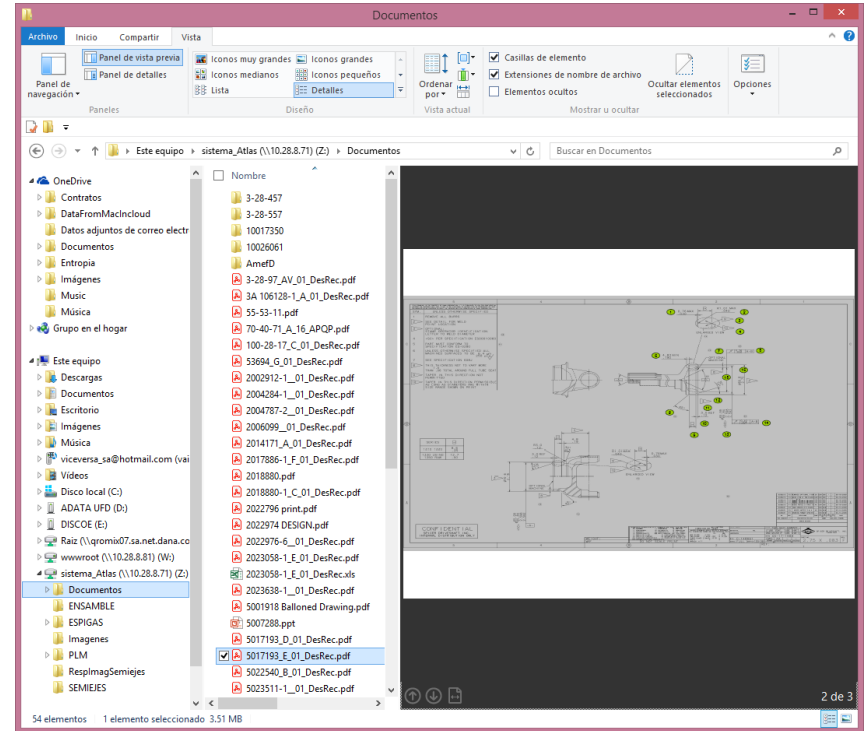 Documentos
Archivo Inicio Compartir Vista
Panel de navegación
Panel de vista previa
Panel de detalles
Paneles
Iconos muy grandes Iconos grandes
Iconos medianos Iconos pequeños
Lista Detalles
Diseño
Ordenar por
Vista actual
Casillas de elemento
Extensiones de nombre de archivo
Elementos ocultos
Ocultar elementos seleccionados
Mostrar u ocultar
Opciones
Este equipo sistema_Atlas (\\10.28.8.71) (Z:) Documentos
Buscar en Documentos
OneDrive
Contratos
DataFromMacIncloud
Datos adjuntos de correo electr
Documentos
Entropia
Imágenes
Music
Música
Grupo en el hogar
Este equipo
Descargas
Documentos
Escritorio
Imágenes
Música
viceversa_sa@hotmail.com (vai
Vídeos
Disco local (C:)
ADATA UFD (D:)
DISCOE (E:)
Raiz (\\qromix07.sa.net.dana.co
wwwroot (\\10.28.8.81) (W:)
sistema_Atlas (\\10.28.8.71) (Z:)
Documentos
ENSAMBLE
ESPIGAS
Imagenes
PLM
RespImagSemiejes
SEMIEJES
Nombre
3-28-457
3-28-557
10017350
10026061
AmefD
3-28-97_AV_01_DesRec.pdf
3A 106128-1_A_01_DesRec.pdf
55-53-11.pdf
70-40-71_A_16_APQP.pdf
100-28-17_C_01_DesRec.pdf
53694_G_01_DesRec.pdf
2002912-1__01_DesRec.pdf
2004284-1__01_DesRec.pdf
2004787-2__01_DesRec.pdf
2006099__01_DesRec.pdf
2014171_A_01_DesRec.pdf
2017886-1_F_01_DesRec.pdf
2018880.pdf
2018880-1_C_01_DesRec.pdf
2022796 print.pdf
2022974 DESIGN.pdf
2022976-6__01_DesRec.pdf
2023058-1_E_01_DesRec.pdf
2023058-1_E_01_DesRec.xls
2023638-1__01_DesRec.pdf
5001918 Balloned Drawing.pdf
5007288.ppt
5017193_D_01_DesRec.pdf
5017193_E_01_DesRec.pdf
5022540_B_01_DesRec.pdf
5023511-1__01_DesRec.pdf
CONFIDENTIAL
2 de 3
54 elementos 1 elemento seleccionado 3.51 MB